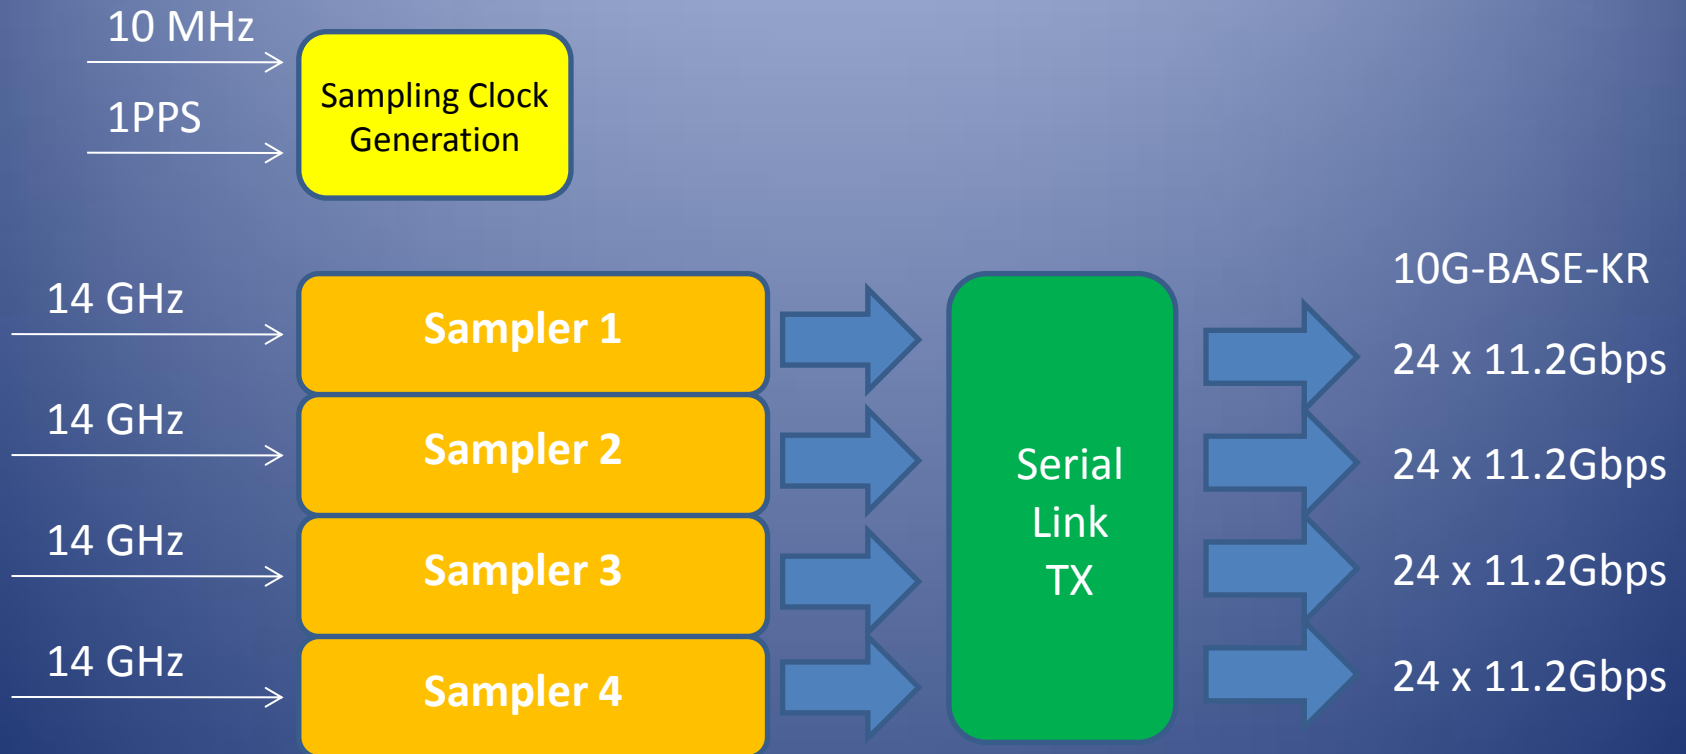 10 MHz
1PPS
Sampling Clock
Generation
14 GHz
Sampler 1
14 GHz
Sampler 2
14 GHz
Sampler 3
14 GHz
Sampler 4
Serial
Link
TX
10G-BASE-KR
24 x 11.2Gbps
24 x 11.2Gbps
24 x 11.2Gbps
24 x 11.2Gbps